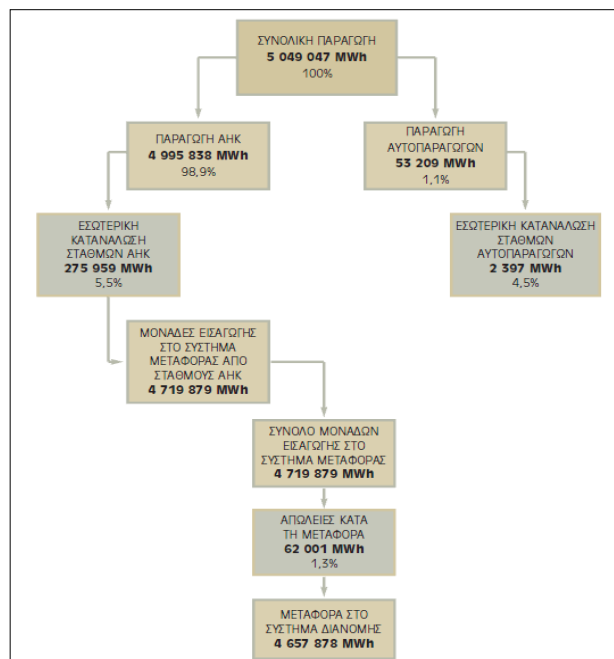 ΣΥΝΟΛΙΚΗ ΠΑΡΑΓΩΓΗ
5 049 047 MWh
100%
ΠΑΡΑΓΩΓΗ ΑΗΚ
4 995 838 MWh
98,9%
ΠΑΡΑΓΩΓΗ
ΑΥΤΟΠΑΡΑΓΩΓΩΝ
53 209 MWh
1,1%
ΕΣΩΤΕΡΙΚΗ
ΚΑΤΑΝΑΛΩΣΗ
ΣΤΑΘΜΩΝ ΑΗΚ
275 959 MWh
5,5%
ΕΣΩΤΕΡΙΚΗ ΚΑΤΑΝΑΛΩΣΗ
ΣΤΑΘΜΩΝ
ΑΥΤΟΠΑΡΑΓΩΓΩΝ
2 397 MWh
4,5%
ΜΟΝΑΔΕΣ ΕΙΣΑΓΩΓΗΣ
ΣΤΟ ΣΥΣΤΗΜΑ
ΜΕΤΑΦΟΡΑΣ ΑΠΟ
ΣΤΑΘΜΟΥΣ ΑΗΚ
4 719 879 MWh
ΣΥΝΟΛΟ ΜΟΝΑΔΩΝ
ΕΙΣΑΓΩΓΗΣ ΣΤΟ
ΣΥΣΤΗΜΑ ΜΕΤΑΦΟΡΑΣ
4 719 879 MWh
ΑΠΩΛΕΙΕΣ ΚΑΤΑ
ΤΗ ΜΕΤΑΦΟΡΑ
62 001 MWh
1,3%
ΜΕΤΑΦΟΡΑ ΣΤΟ
ΣΥΣΤΗΜΑ ΔΙΑΝΟΜΗΣ
4 657 878 MWh